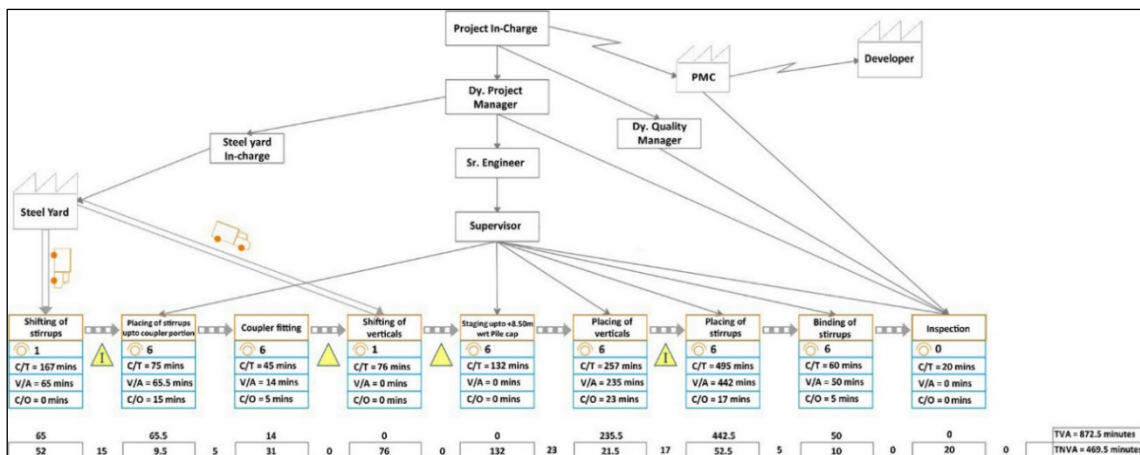 Project In-Charge
Developer
PMC
Dy. Project
Manager
Dy. Quality
Manager
Steel yard
In-charge
Sr. Engineer
Steel Yard
Supervisor
Shifting of
stirrups
1
C/T = 167 mins
V/A = 65 mins
C/O = 0 mins
I
Placing of stirrups
upto coupler portion
6
C/T = 75 mins
V/A = 65.5 mins
C/O = 15 mins
Coupler fitting
6
C/T = 45 mins
V/A = 14 mins
C/O = 5 mins
Shifting of
verticals
1
C/T = 76 mins
V/A = 0 mins
C/O = 0 mins
Staging upto +8.50m
wrt Pile cap
6
C/T = 132 mins
V/A = 0 mins
C/O = 0 mins
Placing of
verticals
6
C/T = 257 mins
V/A = 235 mins
C/O = 23 mins
I
Placing of
stirrups
6
C/T = 495 mins
V/A = 442 mins
C/O = 17 mins
Binding of
stirrups
6
C/T = 60 mins
V/A = 50 mins
C/O = 5 mins
Inspection
0
C/T = 20 mins
V/A = 0 mins
C/O = 0 mins
65 65.5 14 0 0 235.5 442.5 50 0 TVA = 872.5 minutes
52 15 9.5 5 31 0 76 0 132 23 21.5 17 52.5 5 10 0 20 0 TNVA = 469.5 minutes